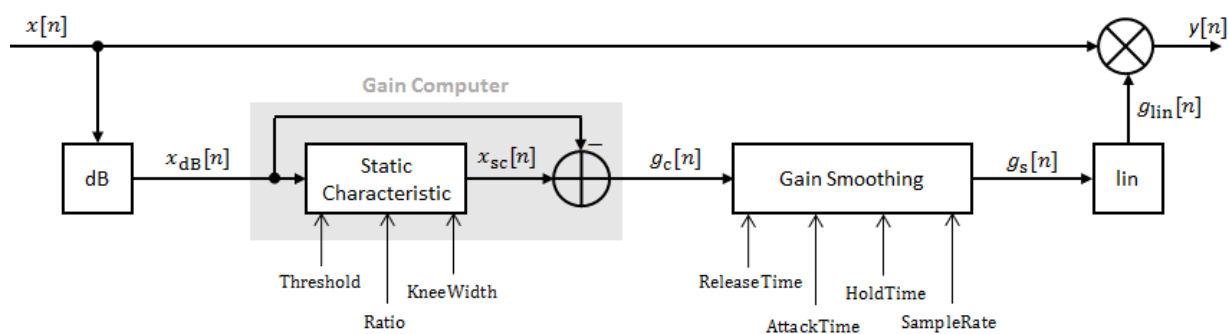 x[n]
y[n]
Gain Computer
g_lin[n]
dB
x_dB[n]
Static
Characteristic
x_sc[n]
−
g_c[n]
Gain Smoothing
g_s[n]
lin
Threshold
Ratio
KneeWidth
ReleaseTime
AttackTime
HoldTime
SampleRate